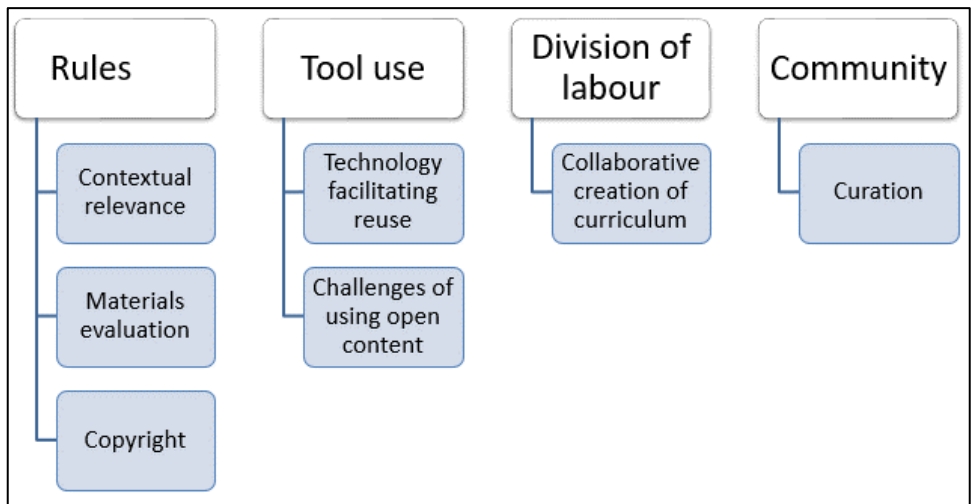 Rules
Contextual
relevance
Materials
evaluation
Copyright
Tool use
Technology
facilitating
reuse
Challenges of
using open
content
Division of
labour
Collaborative
creation of
curriculum
Community
Curation